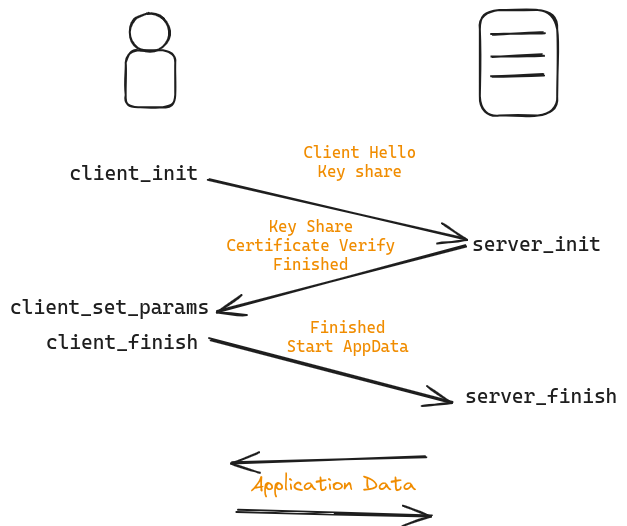 Client Hello
Key share
client_init
Key Share
Certificate Verify
Finished
server_init
client_set_params
client_finish
Finished
Start AppData
server_finish
Application Data